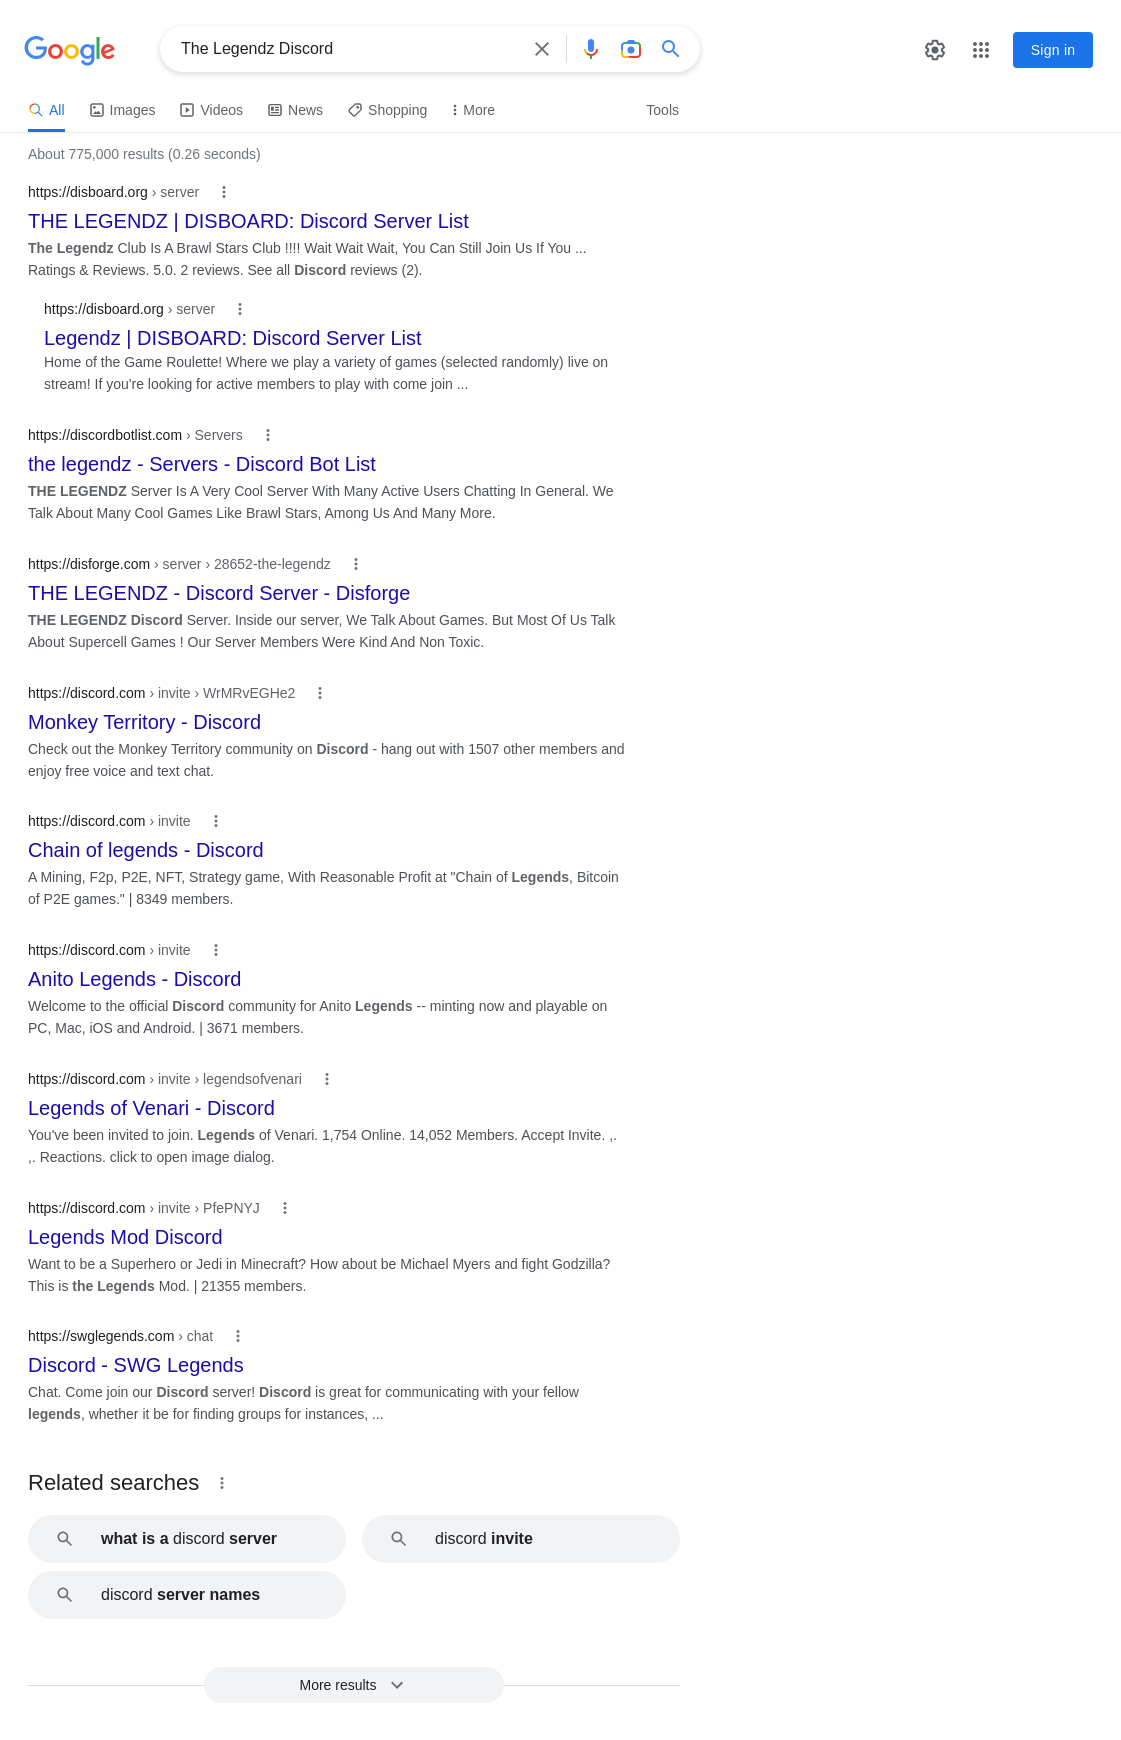 Google
The Legendz Discord
Sign in
All
Images
Videos
News
Shopping
More
Tools
About 775,000 results (0.26 seconds)
https://disboard.org › server
THE LEGENDZ | DISBOARD: Discord Server List
The Legendz Club Is A Brawl Stars Club !!!! Wait Wait Wait, You Can Still Join Us If You ...
Ratings & Reviews. 5.0. 2 reviews. See all Discord reviews (2).
https://disboard.org › server
Legendz | DISBOARD: Discord Server List
Home of the Game Roulette! Where we play a variety of games (selected randomly) live on
stream! If you're looking for active members to play with come join ...
https://discordbotlist.com › Servers
the legendz - Servers - Discord Bot List
THE LEGENDZ Server Is A Very Cool Server With Many Active Users Chatting In General. We
Talk About Many Cool Games Like Brawl Stars, Among Us And Many More.
https://disforge.com › server › 28652-the-legendz
THE LEGENDZ - Discord Server - Disforge
THE LEGENDZ Discord Server. Inside our server, We Talk About Games. But Most Of Us Talk
About Supercell Games ! Our Server Members Were Kind And Non Toxic.
https://discord.com › invite › WrMRvEGHe2
Monkey Territory - Discord
Check out the Monkey Territory community on Discord - hang out with 1507 other members and
enjoy free voice and text chat.
https://discord.com › invite
Chain of legends - Discord
A Mining, F2p, P2E, NFT, Strategy game, With Reasonable Profit at "Chain of Legends, Bitcoin
of P2E games." | 8349 members.
https://discord.com › invite
Anito Legends - Discord
Welcome to the official Discord community for Anito Legends -- minting now and playable on
PC, Mac, iOS and Android. | 3671 members.
https://discord.com › invite › legendsofvenari
Legends of Venari - Discord
You've been invited to join. Legends of Venari. 1,754 Online. 14,052 Members. Accept Invite. ,.
,. Reactions. click to open image dialog.
https://discord.com › invite › PfePNYJ
Legends Mod Discord
Want to be a Superhero or Jedi in Minecraft? How about be Michael Myers and fight Godzilla?
This is the Legends Mod. | 21355 members.
https://swglegends.com › chat
Discord - SWG Legends
Chat. Come join our Discord server! Discord is great for communicating with your fellow
legends, whether it be for finding groups for instances, ...
Related searches
what is a discord server
discord invite
discord server names
More results